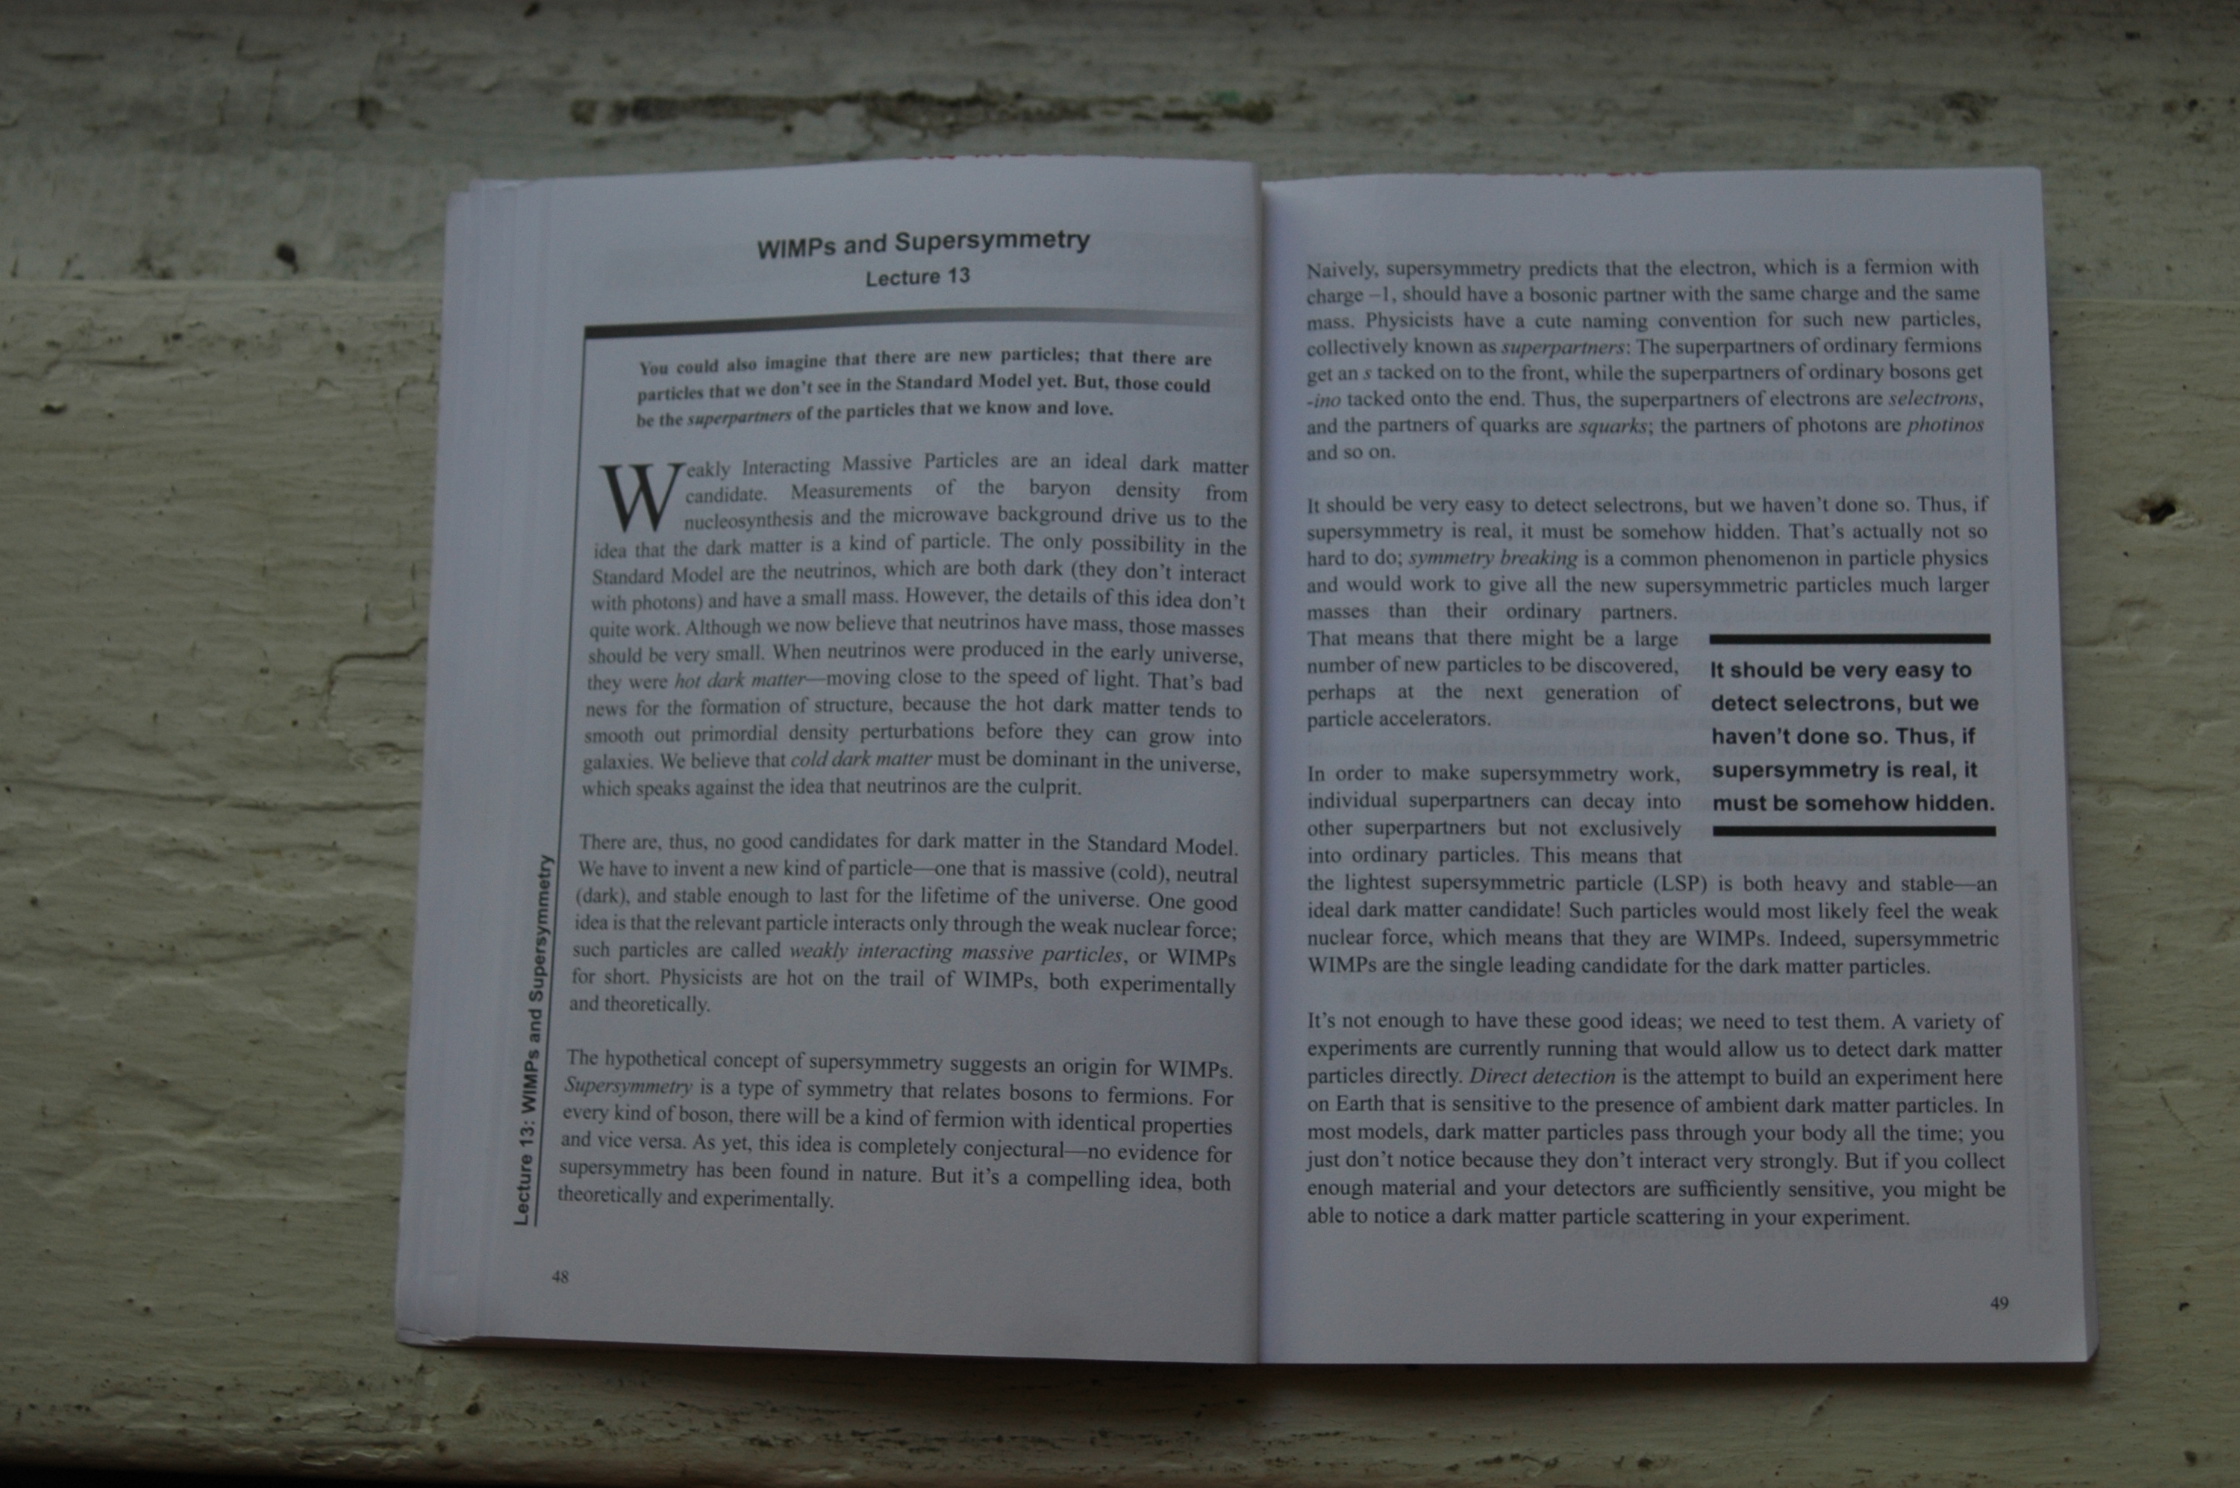 WIMPs and Supersymmetry
Lecture 13
You could also imagine that there are new particles; that there are
particles that we don't see in the Standard Model yet. But, those could
be the superpartners of the particles that we know and love.
Weakly Interacting Massive Particles are an ideal dark matter
candidate. Measurements of the baryon density from
nucleosynthesis and the microwave background drive us to the
idea that the dark matter is a kind of particle. The only possibility in the
Standard Model are the neutrinos, which are both dark (they don't interact
with photons) and have a small mass. However, the details of this idea don't
quite work. Although we now believe that neutrinos have mass, those masses
should be very small. When neutrinos were produced in the early universe,
they were hot dark matter—moving close to the speed of light. That's bad
news for the formation of structure, because the hot dark matter tends to
smooth out primordial density perturbations before they can grow into
galaxies. We believe that cold dark matter must be dominant in the universe,
which speaks against the idea that neutrinos are the culprit.
There are, thus, no good candidates for dark matter in the Standard Model.
We have to invent a new kind of particle—one that is massive (cold), neutral
(dark), and stable enough to last for the lifetime of the universe. One good
idea is that the relevant particle interacts only through the weak nuclear force;
such particles are called weakly interacting massive particles, or WIMPs
for short. Physicists are hot on the trail of WIMPs, both experimentally
and theoretically.
The hypothetical concept of supersymmetry suggests an origin for WIMPs.
Supersymmetry is a type of symmetry that relates bosons to fermions. For
every kind of boson, there will be a kind of fermion with identical properties
and vice versa. As yet, this idea is completely conjectural—no evidence for
supersymmetry has been found in nature. But it's a compelling idea, both
theoretically and experimentally.
Lecture 13: WIMPs and Supersymmetry
48
Naively, supersymmetry predicts that the electron, which is a fermion with
charge −1, should have a bosonic partner with the same charge and the same
mass. Physicists have a cute naming convention for such new particles,
collectively known as superpartners: The superpartners of ordinary fermions
get an s tacked on to the front, while the superpartners of ordinary bosons get
-ino tacked onto the end. Thus, the superpartners of electrons are selectrons,
and the partners of quarks are squarks; the partners of photons are photinos
and so on.
It should be very easy to detect selectrons, but we haven't done so. Thus, if
supersymmetry is real, it must be somehow hidden. That's actually not so
hard to do; symmetry breaking is a common phenomenon in particle physics
and would work to give all the new supersymmetric particles much larger
masses than their ordinary partners.
That means that there might be a large
number of new particles to be discovered,
perhaps at the next generation of
particle accelerators.
It should be very easy to
detect selectrons, but we
haven't done so. Thus, if
supersymmetry is real, it
must be somehow hidden.
In order to make supersymmetry work,
individual superpartners can decay into
other superpartners but not exclusively
into ordinary particles. This means that
the lightest supersymmetric particle (LSP) is both heavy and stable—an
ideal dark matter candidate! Such particles would most likely feel the weak
nuclear force, which means that they are WIMPs. Indeed, supersymmetric
WIMPs are the single leading candidate for the dark matter particles.
It's not enough to have these good ideas; we need to test them. A variety of
experiments are currently running that would allow us to detect dark matter
particles directly. Direct detection is the attempt to build an experiment here
on Earth that is sensitive to the presence of ambient dark matter particles. In
most models, dark matter particles pass through your body all the time; you
just don't notice because they don't interact very strongly. But if you collect
enough material and your detectors are sufficiently sensitive, you might be
able to notice a dark matter particle scattering in your experiment.
49